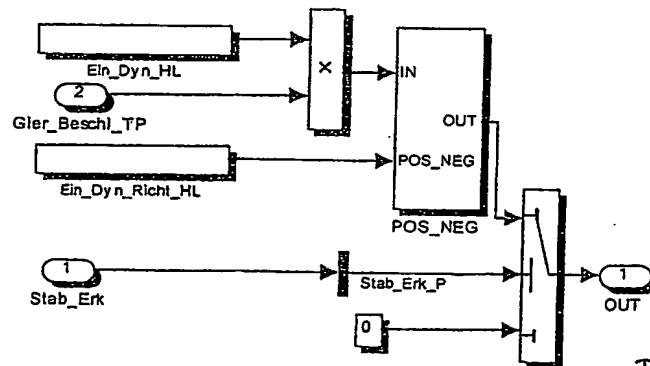 Ein_Dyn_HL
×
2
Gier_Beschl_TP
IN
OUT
POS_NEG
Ein_Dyn_Richt_HL
POS_NEG
1
Stab_Erk
Stab_Erk_P
1
OUT
0